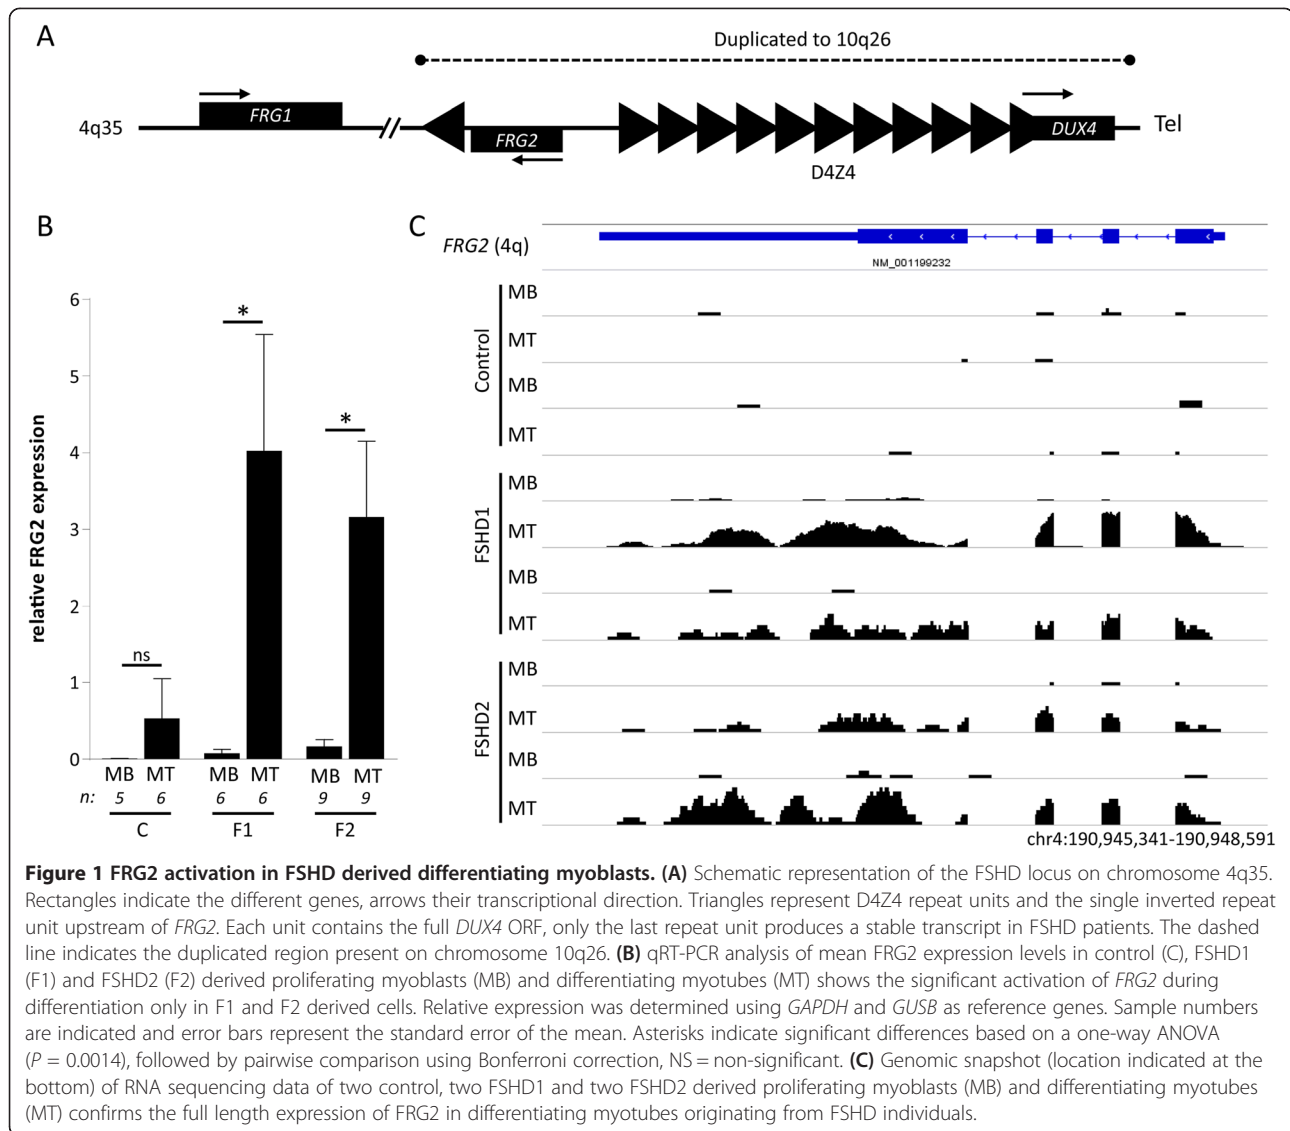 A
Duplicated to 10q26
4q35
FRG1
FRG2
DUX4
Tel
D4Z4
B
relative FRG2 expression
6
5
4
3
2
1
0
ns
*
*
MB MT MB MT MB MT
n: 5 6 6 6 9 9
C F1 F2
C
FRG2 (4q)
NM_001199232
Control
MB
MT
MB
MT
FSHD1
MB
MT
MB
MT
FSHD2
MB
MT
MB
MT
chr4:190,945,341-190,948,591
Figure 1 FRG2 activation in FSHD derived differentiating myoblasts. (A) Schematic representation of the FSHD locus on chromosome 4q35.
Rectangles indicate the different genes, arrows their transcriptional direction. Triangles represent D4Z4 repeat units and the single inverted repeat
unit upstream of FRG2. Each unit contains the full DUX4 ORF, only the last repeat unit produces a stable transcript in FSHD patients. The dashed
line indicates the duplicated region present on chromosome 10q26. (B) qRT-PCR analysis of mean FRG2 expression levels in control (C), FSHD1
(F1) and FSHD2 (F2) derived proliferating myoblasts (MB) and differentiating myotubes (MT) shows the significant activation of FRG2 during
differentiation only in F1 and F2 derived cells. Relative expression was determined using GAPDH and GUSB as reference genes. Sample numbers
are indicated and error bars represent the standard error of the mean. Asterisks indicate significant differences based on a one-way ANOVA
(P = 0.0014), followed by pairwise comparison using Bonferroni correction, NS = non-significant. (C) Genomic snapshot (location indicated at the
bottom) of RNA sequencing data of two control, two FSHD1 and two FSHD2 derived proliferating myoblasts (MB) and differentiating myotubes
(MT) confirms the full length expression of FRG2 in differentiating myotubes originating from FSHD individuals.